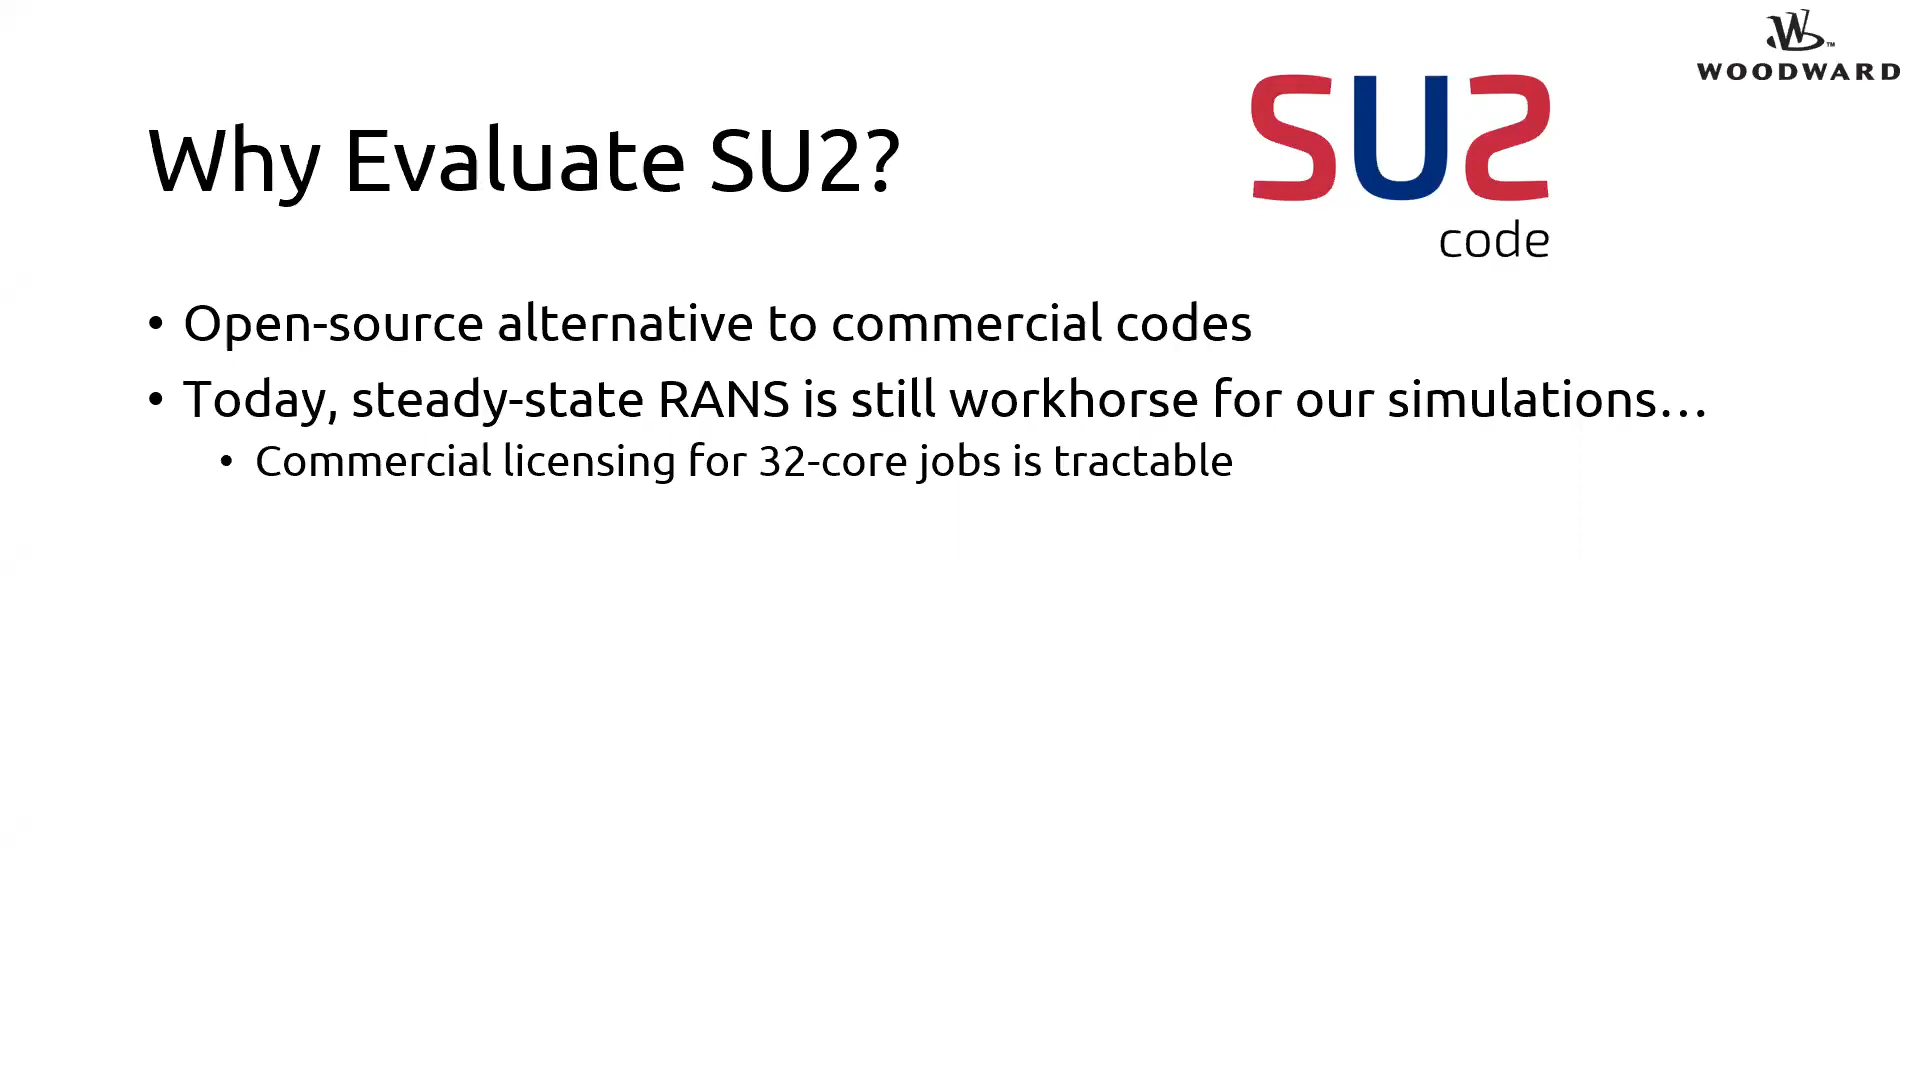 W™
WOODWARD
SU2
code
Why Evaluate SU2?
• Open-source alternative to commercial codes
• Today, steady-state RANS is still workhorse for our simulations…
• Commercial licensing for 32-core jobs is tractable